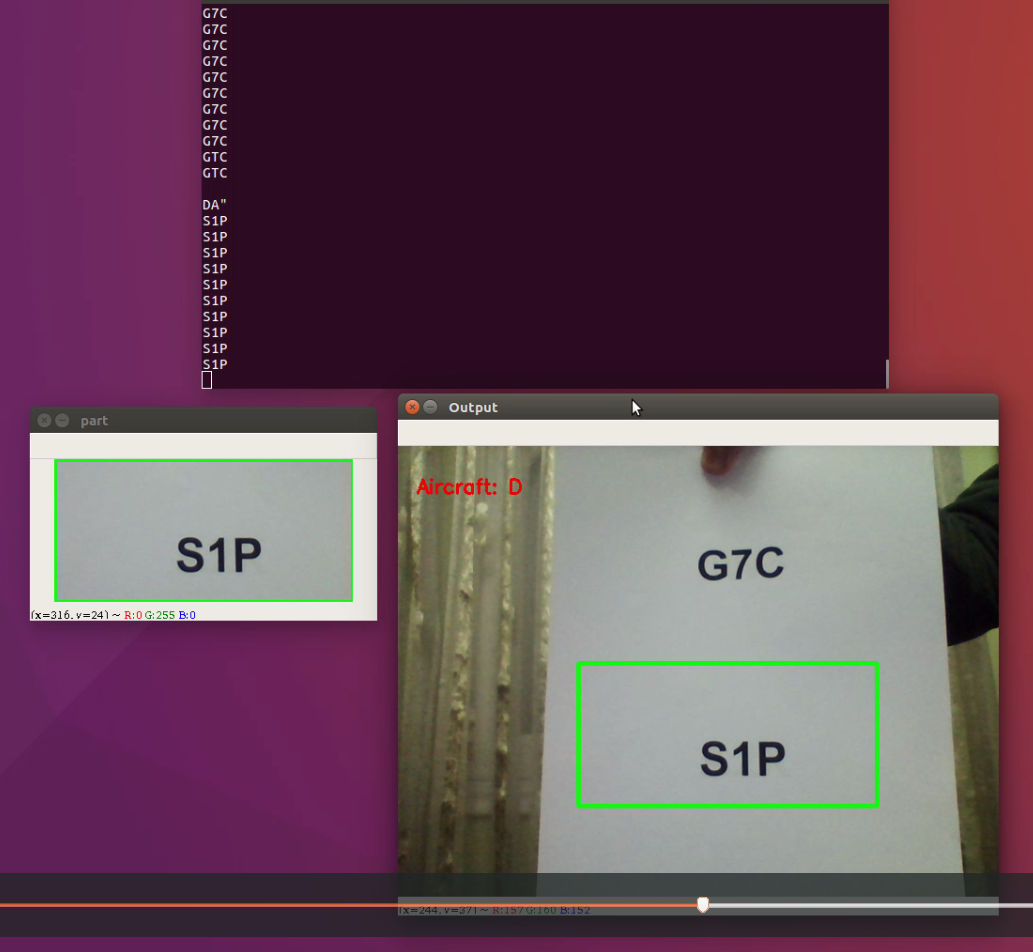 G7C
G7C
G7C
G7C
G7C
G7C
G7C
G7C
G7C
GTC
GTC
DA"
S1P
S1P
S1P
S1P
S1P
S1P
S1P
S1P
S1P
S1P
part
S1P
(x=316, y=24) ~ R:0 G:255 B:0
Output
Aircraft: D
G7C
S1P
(x=244, y=37) ~ R:157 G:160 B:152